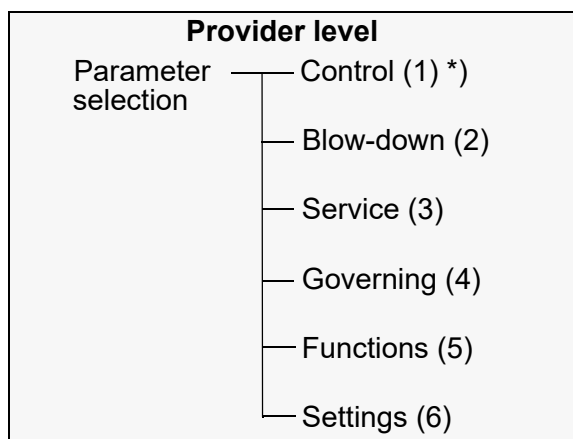 Provider level
Parameter selection
Control (1) *)
Blow-down (2)
Service (3)
Governing (4)
Functions (5)
Settings (6)